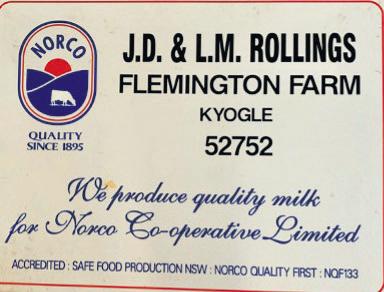 NORCO
QUALITY
SINCE 1895
J.D. & L.M. ROLLINGS
FLEMINGTON FARM
KYOGLE
52752
We produce quality milk
for Norco Co-operative Limited
ACCREDITED : SAFE FOOD PRODUCTION NSW : NORCO QUALITY FIRST : NQF133